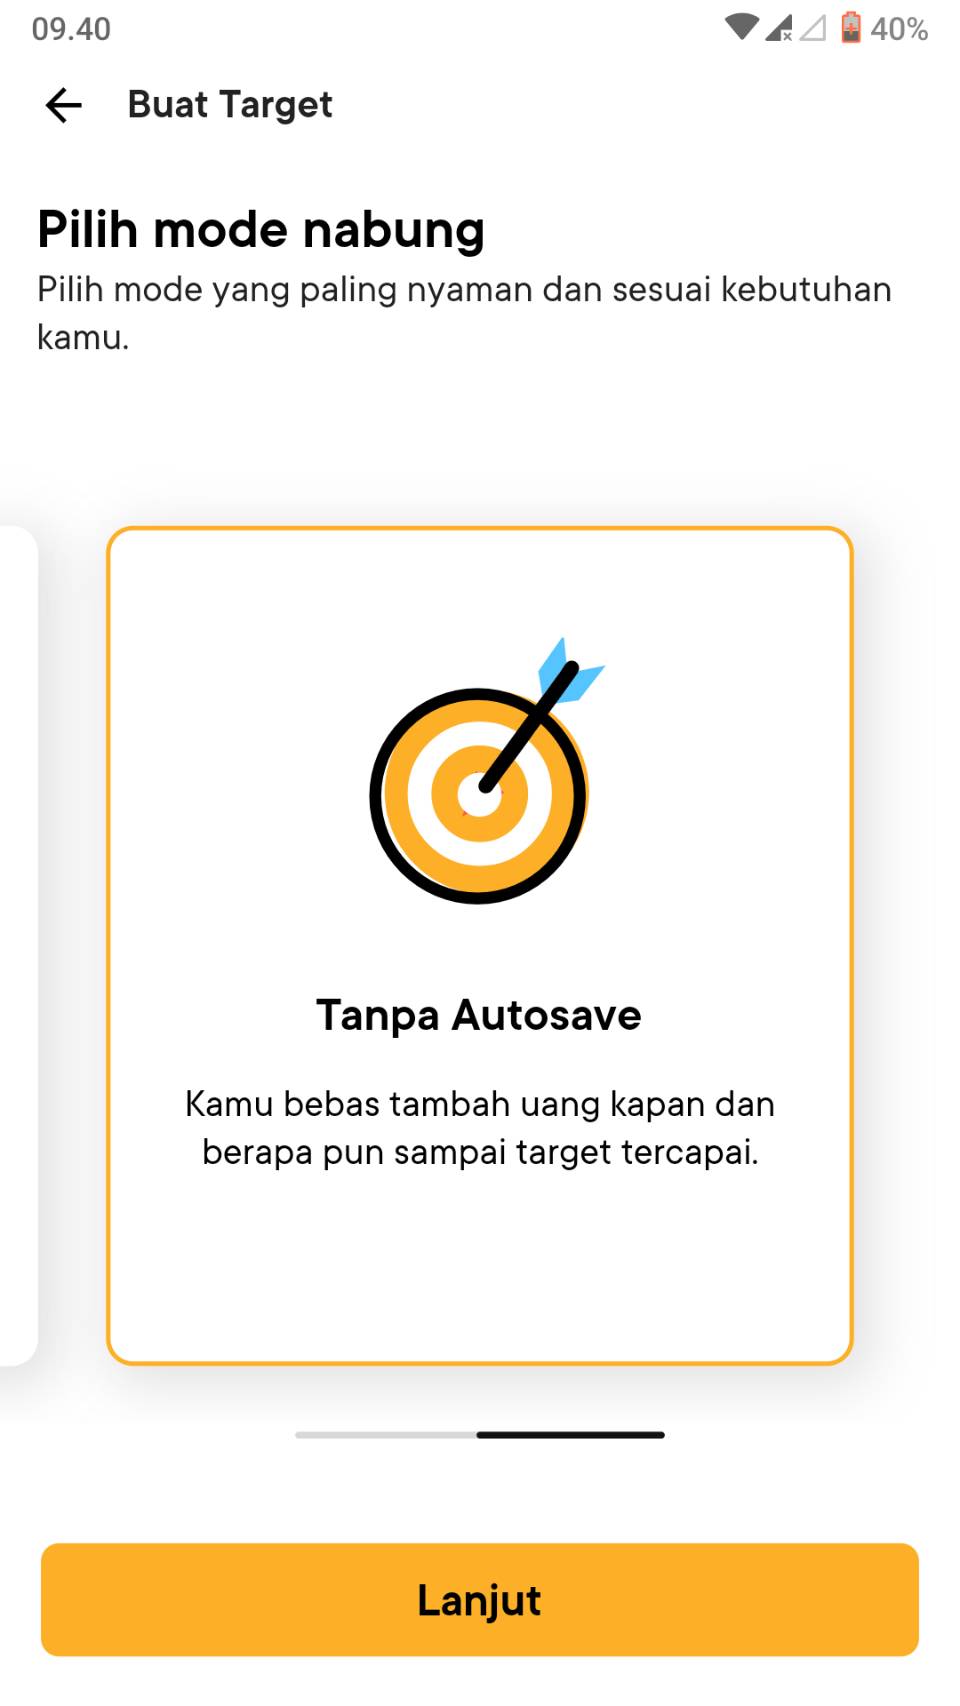 09.40
40%
Buat Target
Pilih mode nabung
Pilih mode yang paling nyaman dan sesuai kebutuhan
kamu.
Tanpa Autosave
Kamu bebas tambah uang kapan dan
berapa pun sampai target tercapai.
Lanjut